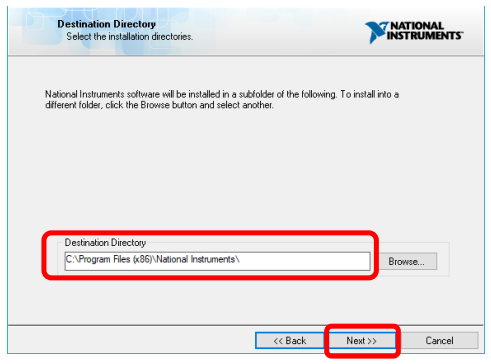 Destination Directory
Select the installation directories.
NATIONAL
INSTRUMENTS
National Instruments software will be installed in a subfolder of the following. To install into a
different folder, click the Browse button and select another.
Destination Directory
C:\Program Files (x86)\National Instruments\
Browse...
<< Back
Next >>
Cancel